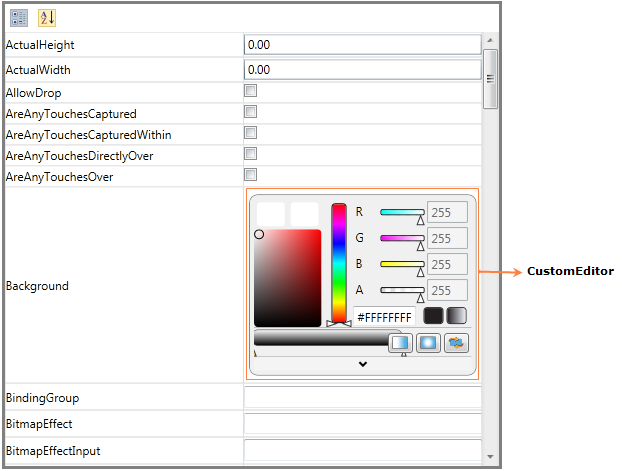 A
Z
ActualHeight 0.00
ActualWidth 0.00
AllowDrop
AreAnyTouchesCaptured
AreAnyTouchesCapturedWithin
AreAnyTouchesDirectlyOver
AreAnyTouchesOver
Background
R 255
G 255
B 255
A 255
#FFFFFFFF
CustomEditor
BindingGroup
BitmapEffect
BitmapEffectInput